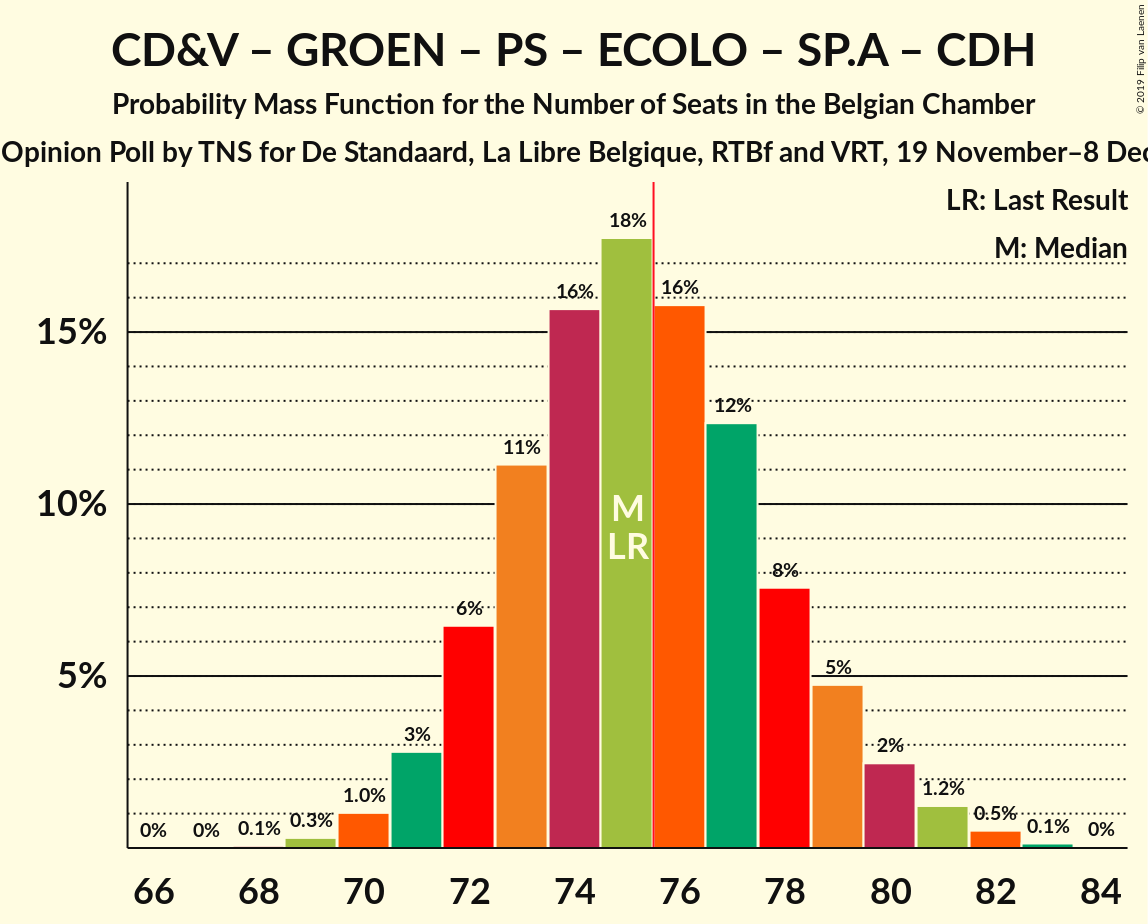 CD&V – GROEN – PS – ECOLO – SP.A – CDH
Probability Mass Function for the Number of Seats in the Belgian Chamber
Opinion Poll by TNS for De Standaard, La Libre Belgique, RTBf and VRT, 19 November–8 Dec
© 2019 Filip van Laenen
LR: Last Result
M: Median
15%
10%
5%
0%
0%
0.1%
0.3%
1.0%
3%
6%
11%
16%
18%
16%
12%
8%
5%
2%
1.2%
0.5%
0.1%
0%
M
LR
66 68 70 72 74 76 78 80 82 84